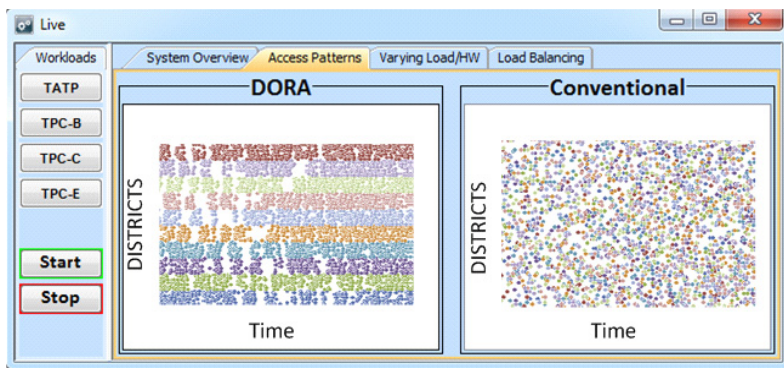 Live
Workloads
System Overview
Access Patterns
Varying Load/HW
Load Balancing
TATP
TPC-B
TPC-C
TPC-E
Start
Stop
DORA
DISTRICTS
Time
Conventional
DISTRICTS
Time